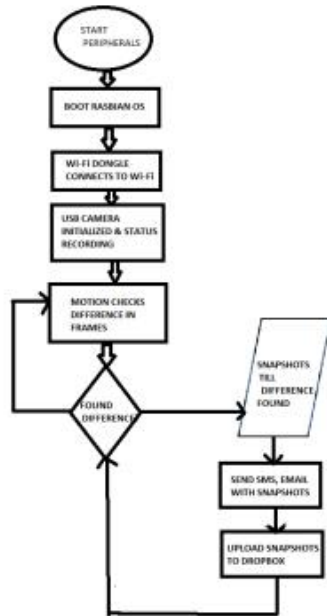 START
PERIPHERALS
BOOT RASBIAN OS
WI-FI DONGLE
CONNECTS TO WI-FI
USB CAMERA
INITIALIZED & STATUS
RECORDING
MOTION CHECKS
DIFFERENCE IN
FRAMES
FOUND
DIFFERENCE
SNAPSHOTS
TILL
DIFFERENCE
FOUND
SEND SMS, EMAIL
WITH SNAPSHOTS
UPLOAD SNAPSHOTS
TO DROPBOX